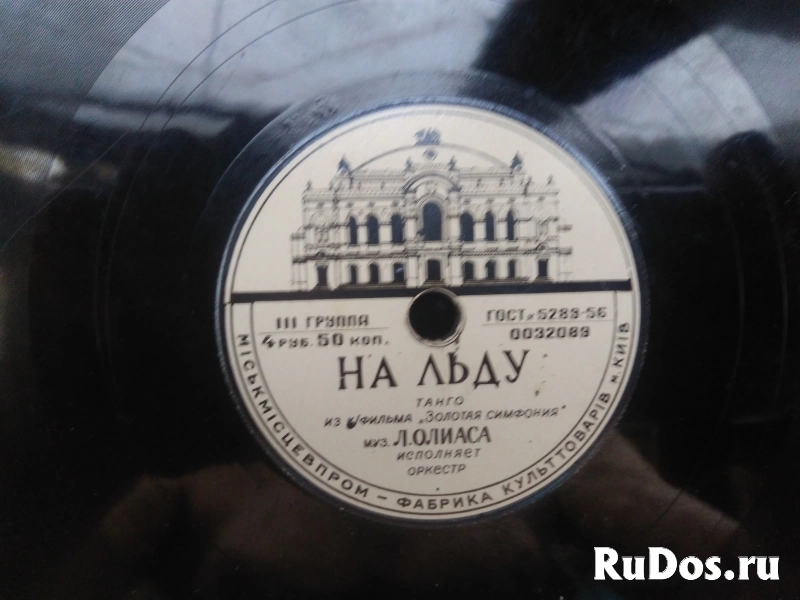 III ГРУППА
4 РУБ. 50 КОП.
ГОСТ 5289-56
0032089
НА ЛЬДУ
ТАНГО
ИЗ К/ФИЛЬМА „ЗОЛОТАЯ СИМФОНИЯ"
МУЗ. Л.ОЛИАСА
ИСПОЛНЯЕТ
ОРКЕСТР
МІСЬКМІСЦЕВПРОМ – ФАБРИКА КУЛЬТТОВАРІВ м. КИЇВ
RuDos.ru